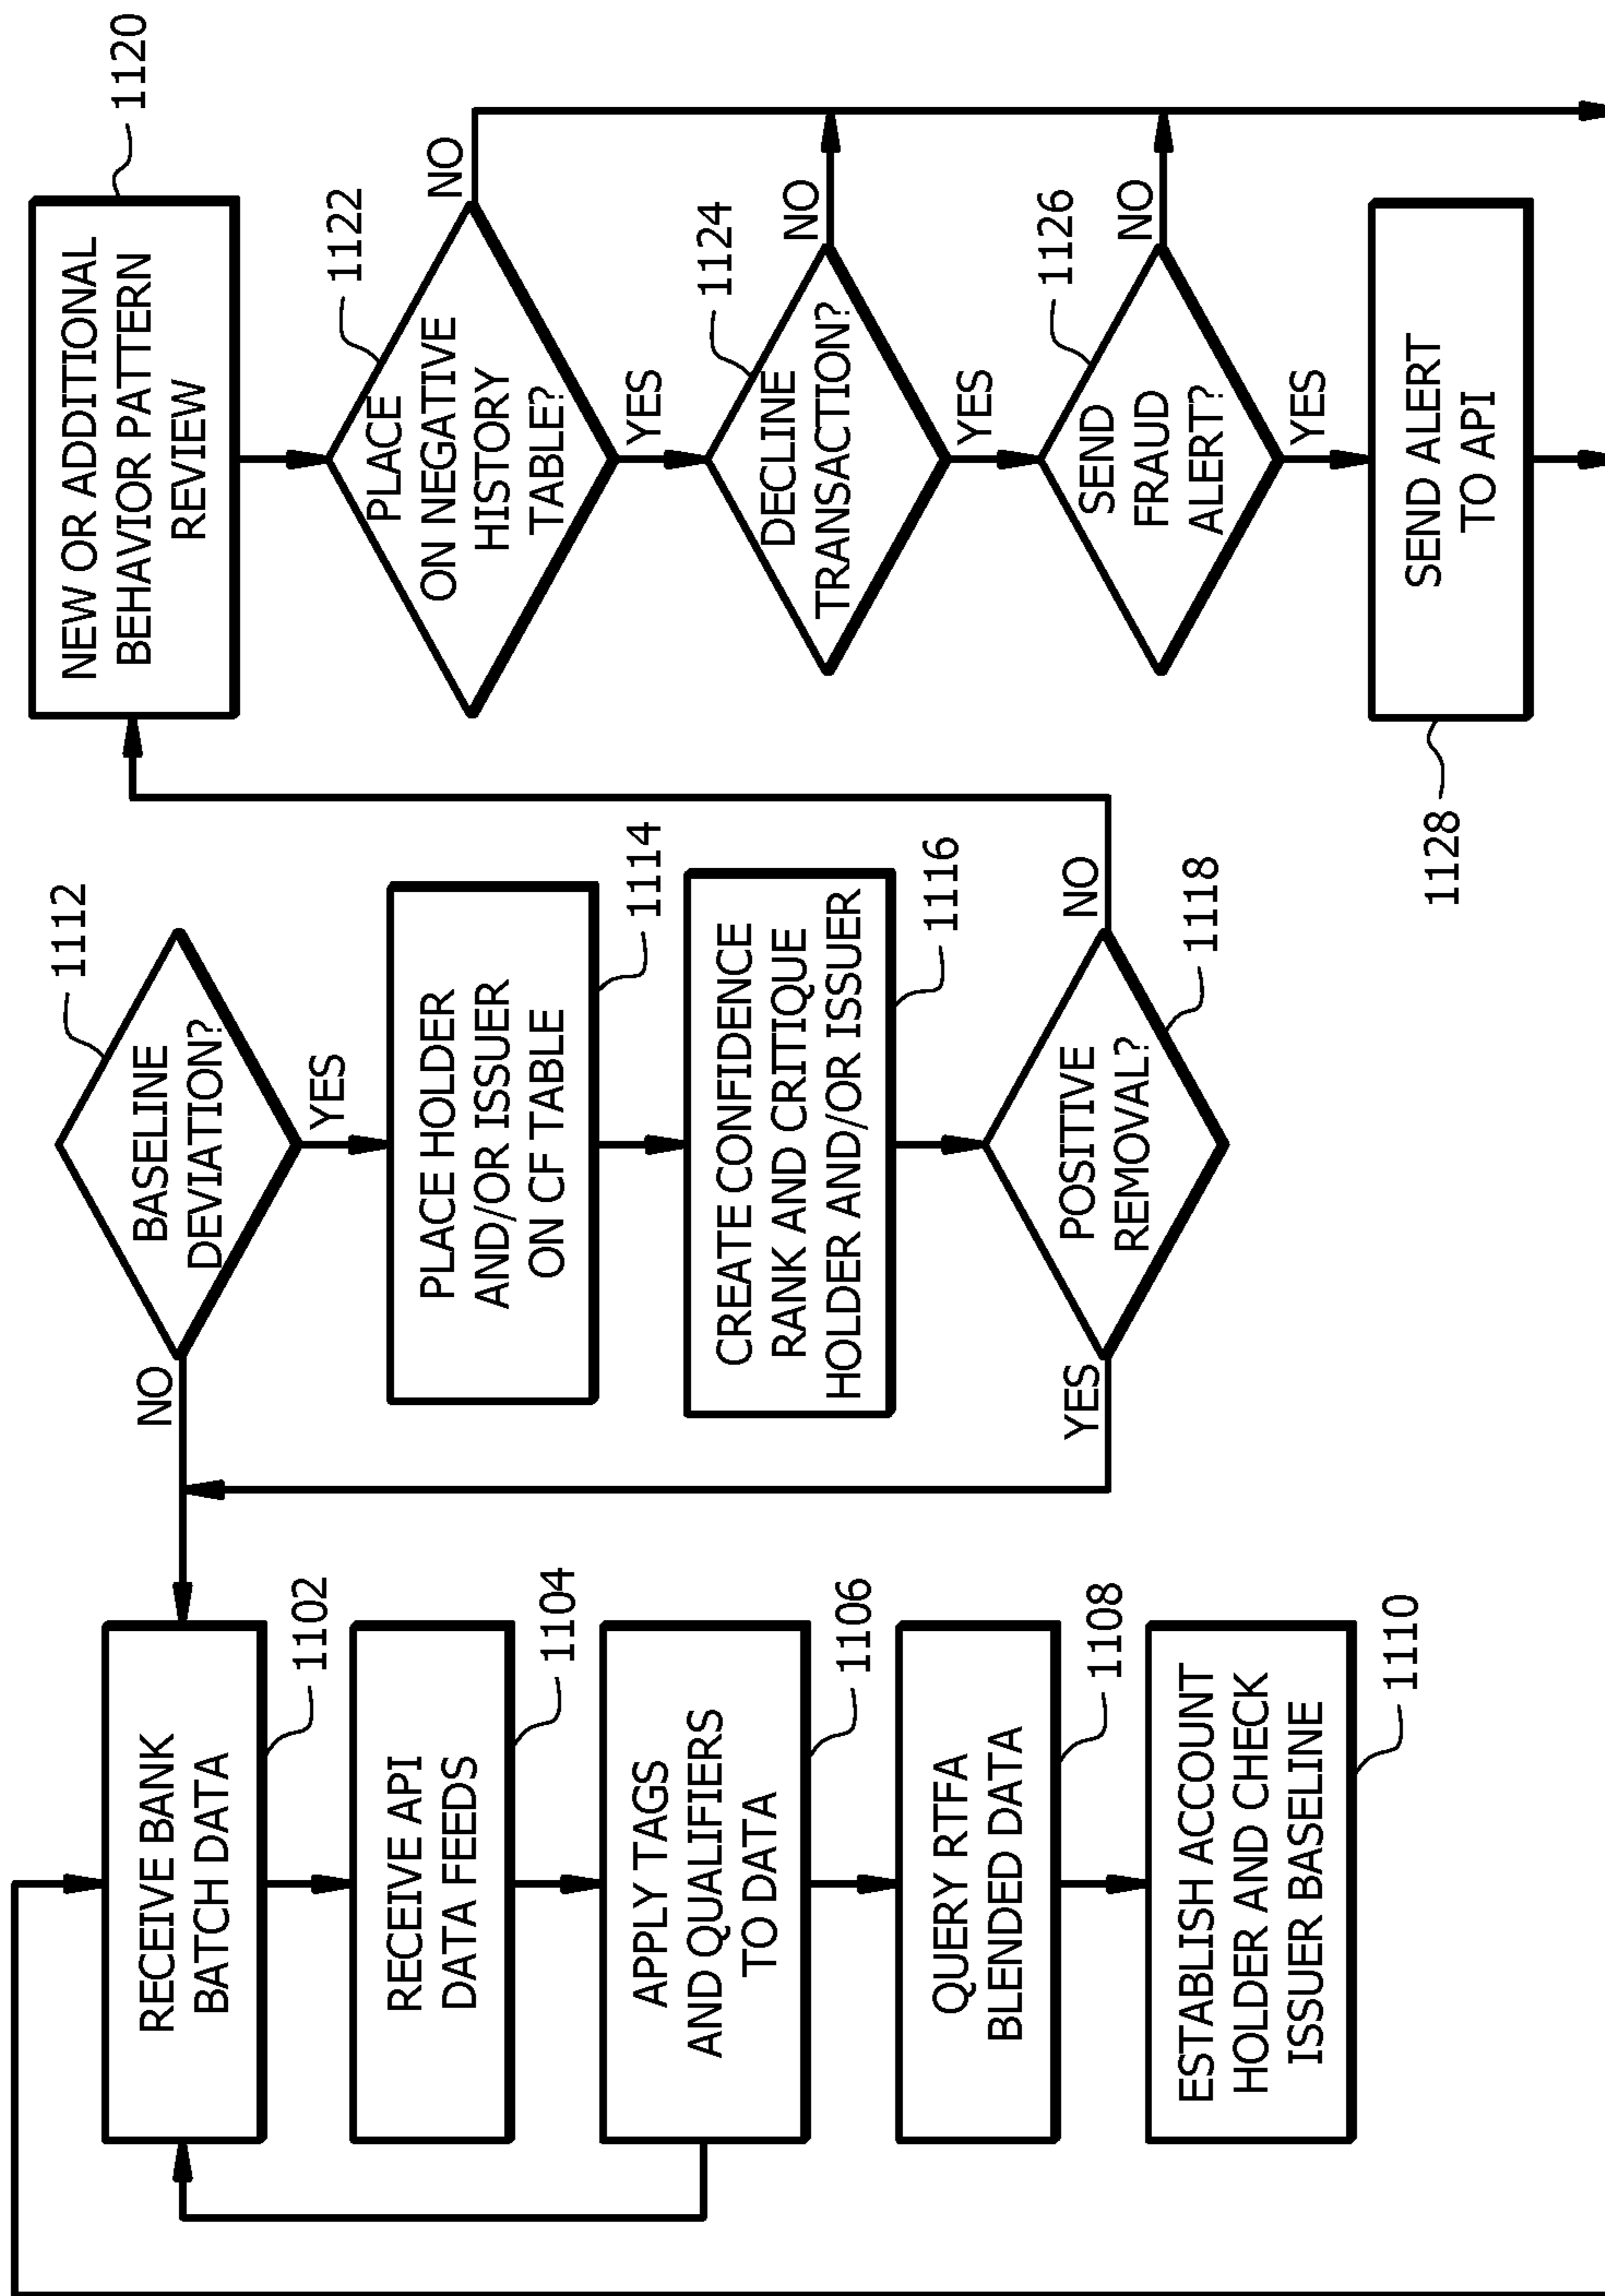 RECEIVE BANK
BATCH DATA
1102
RECEIVE API
DATA FEEDS
1104
APPLY TAGS
AND QUALIFIERS
TO DATA
1106
QUERY RTFA
BLENDED DATA
1108
ESTABLISH ACCOUNT
HOLDER AND CHECK
ISSUER BASELINE
1110
1112
BASELINE
DEVIATION?
NO
YES
PLACE HOLDER
AND/OR ISSUER
ON CF TABLE
1114
CREATE CONFIDENCE
RANK AND CRITIQUE
HOLDER AND/OR ISSUER
1116
POSITIVE
REMOVAL?
YES
NO
1118
NEW OR ADDITIONAL
BEHAVIOR PATTERN
REVIEW
1120
PLACE
ON NEGATIVE
HISTORY
TABLE?
1122
NO
YES
DECLINE
TRANSACTION?
1124
NO
YES
SEND
FRAUD
ALERT?
1126
NO
YES
SEND ALERT
TO API
1128